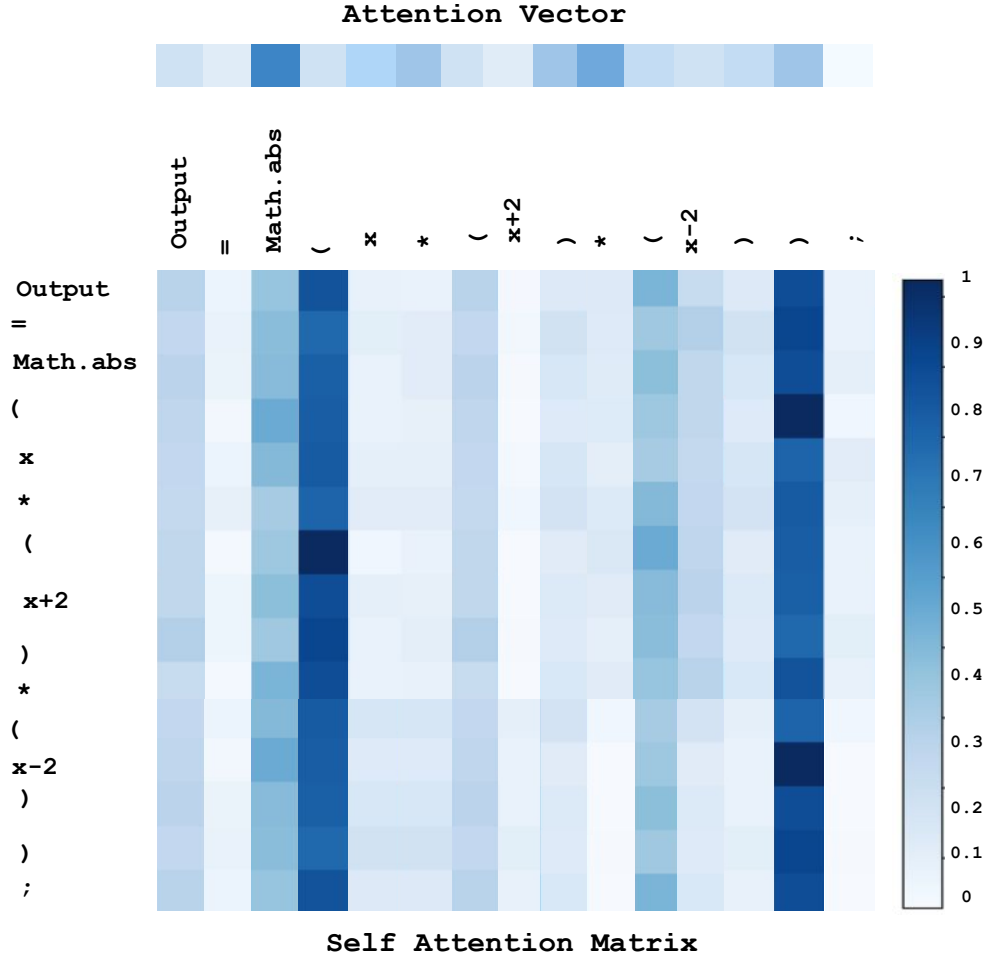 Attention Vector
Output = Math.abs ( x * ( x+2 ) * ( x-2 ) ) ;
Output
=
Math.abs
(
x
*
(
x+2
)
*
(
x-2
)
)
;
1
0.9
0.8
0.7
0.6
0.5
0.4
0.3
0.2
0.1
0
Self Attention Matrix